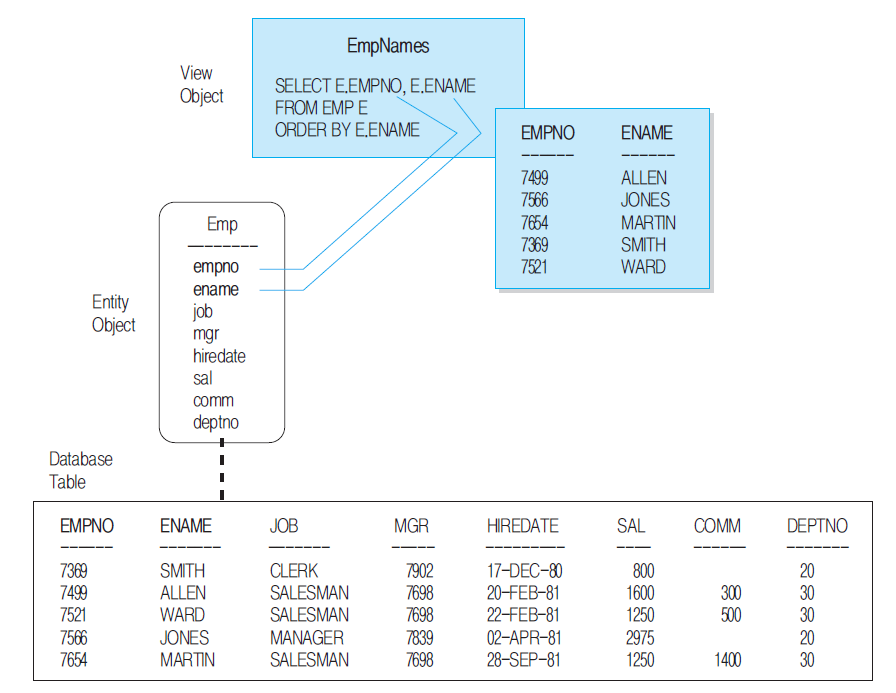 EmpNames
View
Object
SELECT E.EMPNO, E.ENAME
FROM EMP E
ORDER BY E.ENAME
EMPNO ENAME
------ ------
7499 ALLEN
7566 JONES
7654 MARTIN
7369 SMITH
7521 WARD
Emp
--------
empno
ename
job
mgr
hiredate
sal
comm
deptno
Entity
Object
Database
Table
EMPNO ENAME JOB MGR HIREDATE SAL COMM DEPTNO
------ ------- ------- ----- --------- ---- ------ -------
7369 SMITH CLERK 7902 17-DEC-80 800 20
7499 ALLEN SALESMAN 7698 20-FEB-81 1600 300 30
7521 WARD SALESMAN 7698 22-FEB-81 1250 500 30
7566 JONES MANAGER 7839 02-APR-81 2975 20
7654 MARTIN SALESMAN 7698 28-SEP-81 1250 1400 30